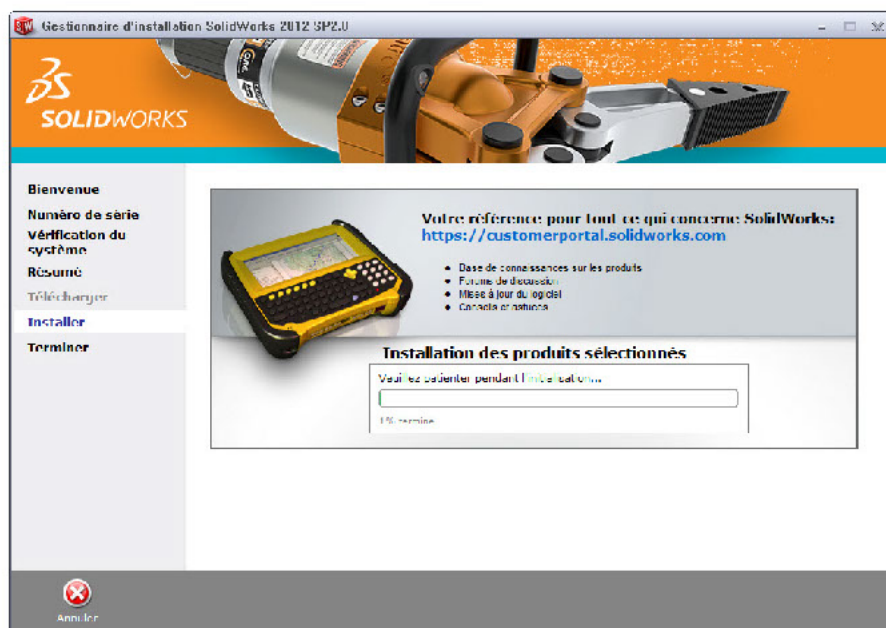 Gestionnaire d'installation SolidWorks 2012 SP2.0
SOLIDWORKS
Bienvenue
Numéro de série
Vérification du
système
Résumé
Télécharger
Installer
Terminer
Votre référence pour tout ce qui concerne SolidWorks:
https://customerportal.solidworks.com
Base de connaissances sur les produits
Forums de discussion
Mises à jour du logiciel
Conseils et astuces
Installation des produits sélectionnés
Veuillez patienter pendant l'initialisation...
1% terminé
Annuler